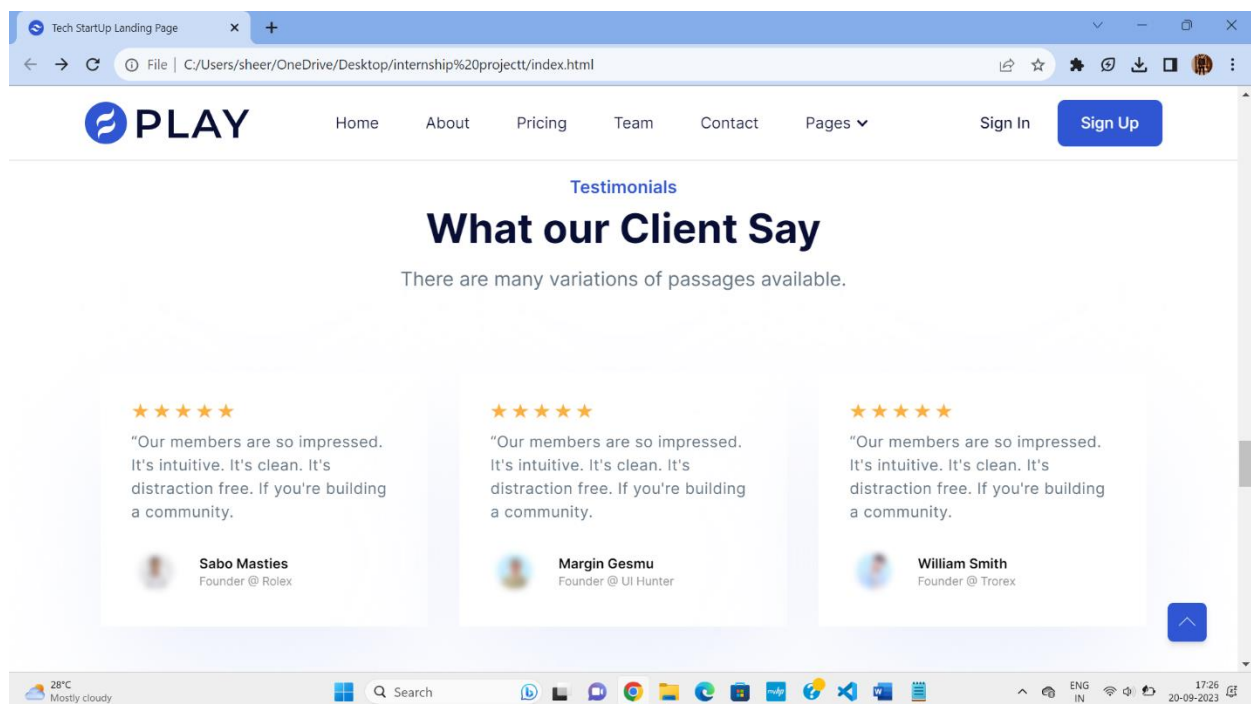 Tech StartUp Landing Page
File | C:/Users/sheer/OneDrive/Desktop/internship%20projectt/index.html
PLAY Home About Pricing Team Contact Pages Sign In Sign Up
Testimonials
What our Client Say
There are many variations of passages available.
“Our members are so impressed.
It's intuitive. It's clean. It's
distraction free. If you're building
a community.
Sabo Masties
Founder @ Rolex
“Our members are so impressed.
It's intuitive. It's clean. It's
distraction free. If you're building
a community.
Margin Gesmu
Founder @ UI Hunter
“Our members are so impressed.
It's intuitive. It's clean. It's
distraction free. If you're building
a community.
William Smith
Founder @ Trorex
28°C
Mostly cloudy
Search
ENG
IN
17:26
20-09-2023